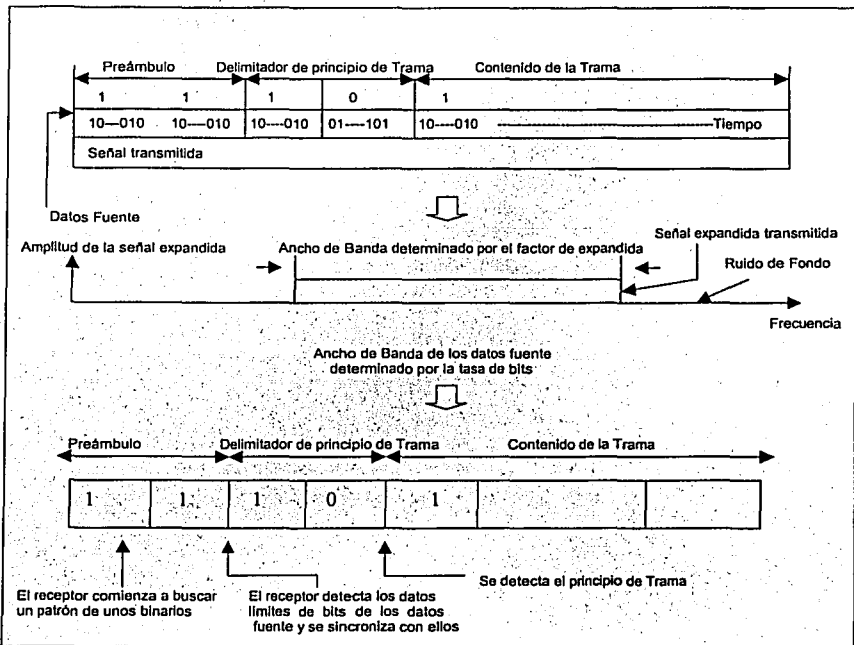 Preámbulo Delimitador de principio de Trama Contenido de la Trama
1 1 1 0 1
10---010 10---010 10----010 01----101 10----010 Tiempo
Señal transmitida
Datos Fuente
Señal expandida transmitida
Amplitud de la señal expandida Ancho de Banda determinado por el factor de expandida
Ruido de Fondo
Frecuencia
Ancho de Banda de los datos fuente
determinado por la tasa de bits
Preámbulo Delimitador de principio de Trama Contenido de la Trama
1 1 1 0 1
Se detecta el principio de Trama
El receptor comienza a buscar
un patrón de unos binarios
El receptor detecta los datos
límites de bits de los datos
fuente y se sincroniza con ellos